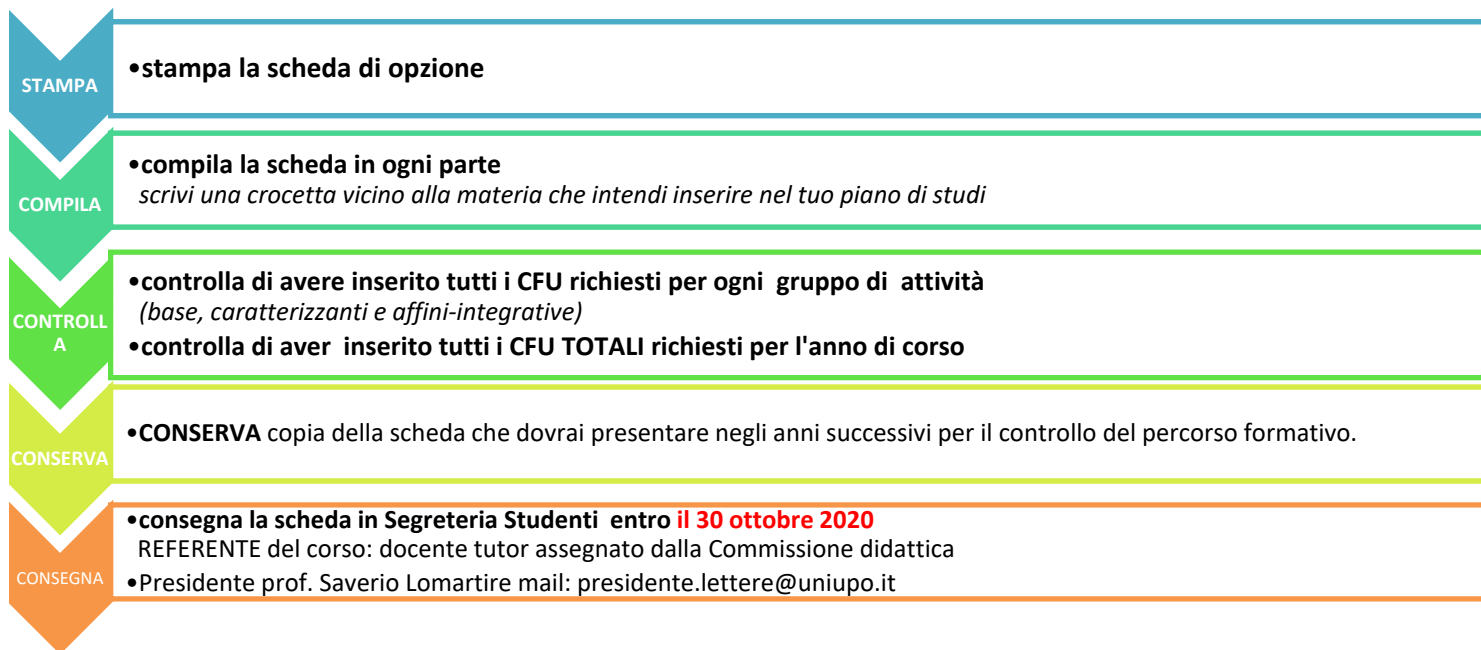 STAMPA
•stampa la scheda di opzione
COMPILA
•compila la scheda in ogni parte
scrivi una crocetta vicino alla materia che intendi inserire nel tuo piano di studi
CONTROLL
A
•controlla di avere inserito tutti i CFU richiesti per ogni gruppo di attività
(base, caratterizzanti e affini-integrative)
•controlla di aver inserito tutti i CFU TOTALI richiesti per l'anno di corso
CONSERVA
•CONSERVA copia della scheda che dovrai presentare negli anni successivi per il controllo del percorso formativo.
CONSEGNA
•consegna la scheda in Segreteria Studenti entro il 30 ottobre 2020
REFERENTE del corso: docente tutor assegnato dalla Commissione didattica
•Presidente prof. Saverio Lomartire mail: presidente.lettere@uniupo.it